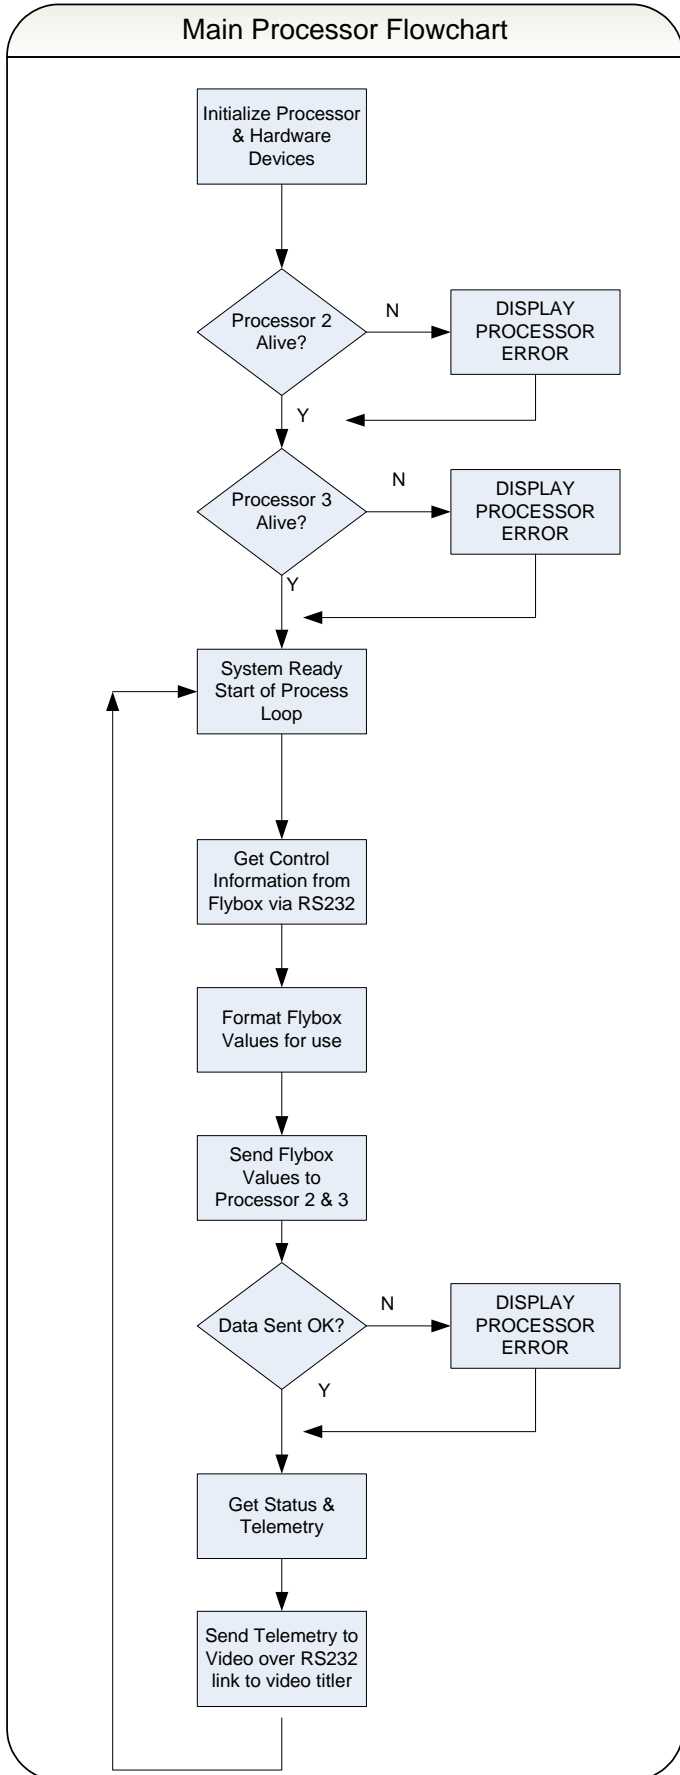 Main Processor Flowchart
Initialize Processor
& Hardware
Devices
Processor 2
Alive?
N
DISPLAY
PROCESSOR
ERROR
Y
Processor 3
Alive?
N
DISPLAY
PROCESSOR
ERROR
Y
System Ready
Start of Process
Loop
Get Control
Information from
Flybox via RS232
Format Flybox
Values for use
Send Flybox
Values to
Processor 2 & 3
Data Sent OK?
N
DISPLAY
PROCESSOR
ERROR
Y
Get Status &
Telemetry
Send Telemetry to
Video over RS232
link to video titler